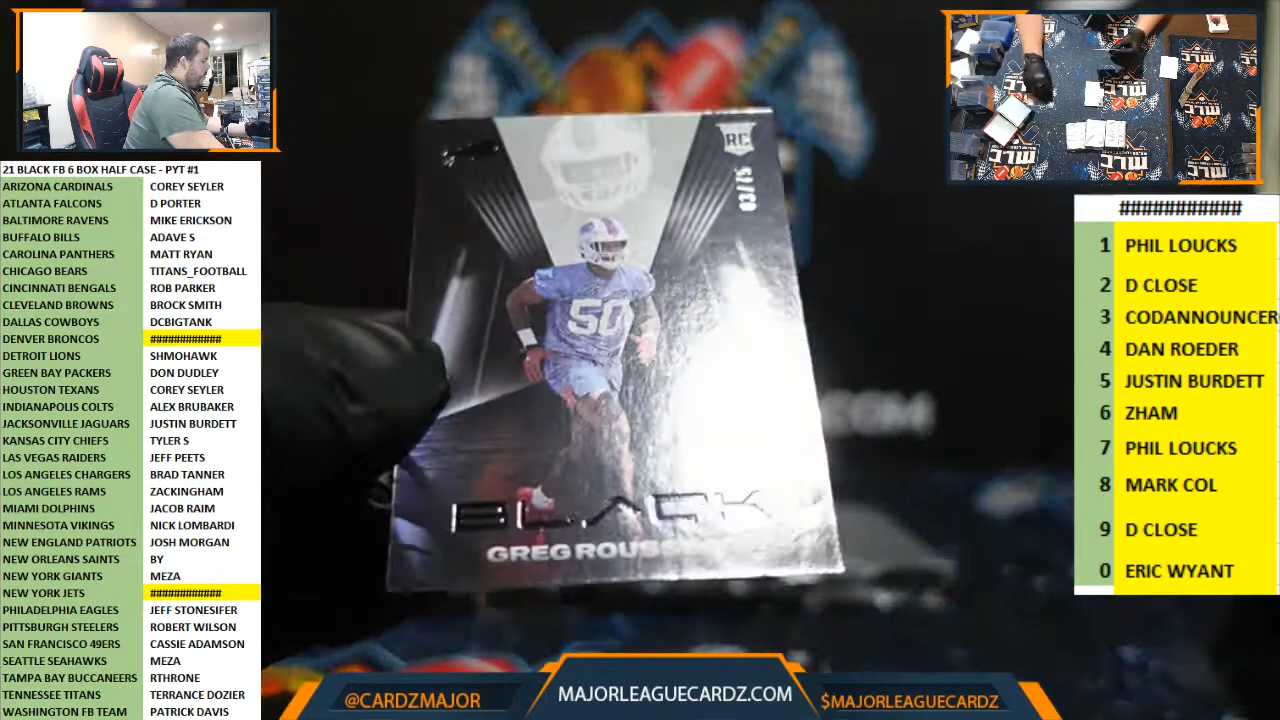 21 BLACK FB 6 BOX HALF CASE - PYT #1
ARIZONA CARDINALS COREY SEYLER
ATLANTA FALCONS D PORTER
BALTIMORE RAVENS MIKE ERICKSON
BUFFALO BILLS ADAVE S
CAROLINA PANTHERS MATT RYAN
CHICAGO BEARS TITANS_FOOTBALL
CINCINNATI BENGALS ROB PARKER
CLEVELAND BROWNS BROCK SMITH
DALLAS COWBOYS DCBIGTANK
DENVER BRONCOS ############
DETROIT LIONS SHMOHAWK
GREEN BAY PACKERS DON DUDLEY
HOUSTON TEXANS COREY SEYLER
INDIANAPOLIS COLTS ALEX BRUBAKER
JACKSONVILLE JAGUARS JUSTIN BURDETT
KANSAS CITY CHIEFS TYLER S
LAS VEGAS RAIDERS JEFF PEETS
LOS ANGELES CHARGERS BRAD TANNER
LOS ANGELES RAMS ZACKINGHAM
MIAMI DOLPHINS JACOB RAIM
MINNESOTA VIKINGS NICK LOMBARDI
NEW ENGLAND PATRIOTS JOSH MORGAN
NEW ORLEANS SAINTS BY
NEW YORK GIANTS MEZA
NEW YORK JETS ############
PHILADELPHIA EAGLES JEFF STONESIFER
PITTSBURGH STEELERS ROBERT WILSON
SAN FRANCISCO 49ERS CASSIE ADAMSON
SEATTLE SEAHAWKS MEZA
TAMPA BAY BUCCANEERS RTHRONE
TENNESSEE TITANS TERRANCE DOZIER
WASHINGTON FB TEAM PATRICK DAVIS
RC
03/75
50
BLACK
GREG ROUS
.COM
@CARDZMAJOR
MAJORLEAGUECARDZ.COM
$MAJORLEAGUECARDZ
###########
1 PHIL LOUCKS
2 D CLOSE
3 CODANNOUNCER
4 DAN ROEDER
5 JUSTIN BURDETT
6 ZHAM
7 PHIL LOUCKS
8 MARK COL
9 D CLOSE
0 ERIC WYANT